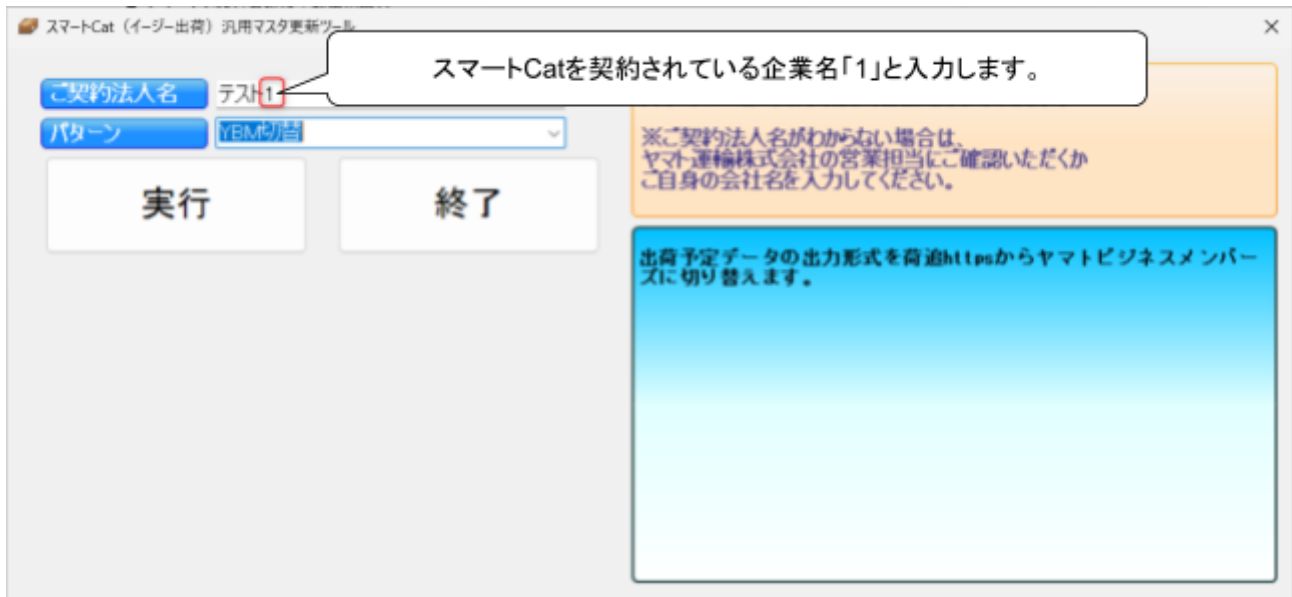 スマートCat（イージー出荷）汎用マスタ更新ツール
スマートCatを契約されている企業名「1」と入力します。
ご契約法人名
テスト1
パターン
YBM切替
実行
終了
※ご契約法人名がわからない場合は、
ヤマト運輸株式会社の営業担当にご確認いただくか
ご自身の会社名を入力してください。
出荷予定データの出力形式を荷追httpsからヤマトビジネスメンバー
ズに切り替えます。